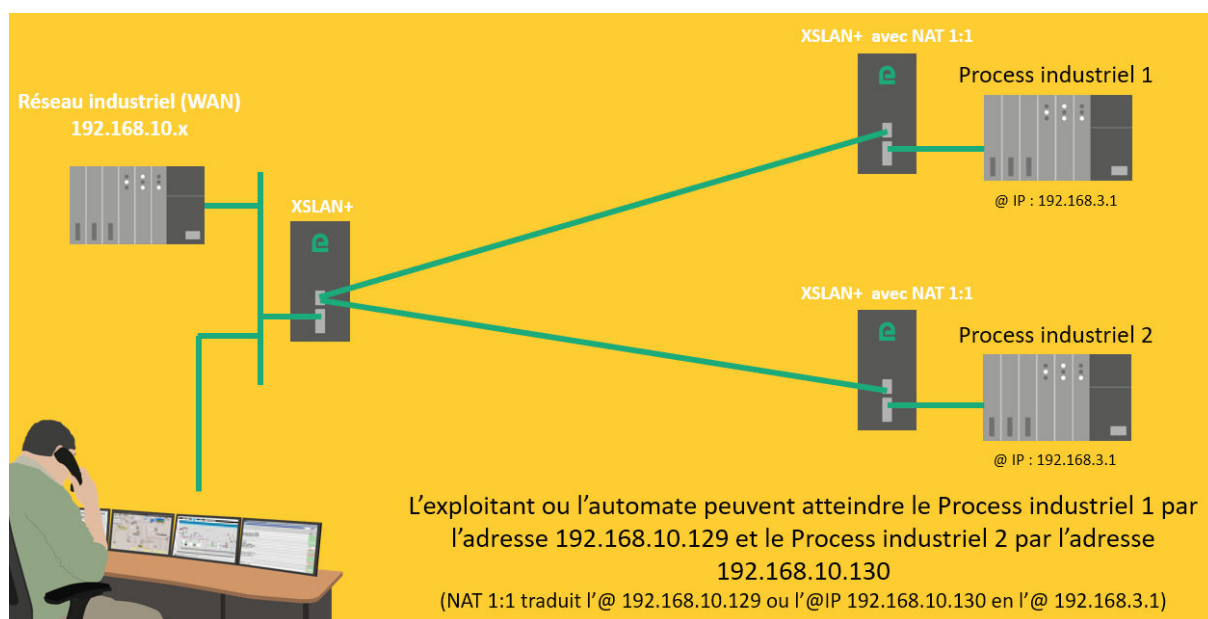 XSLAN+ avec NAT 1:1
Process industriel 1
@ IP : 192.168.3.1
Réseau industriel (WAN)
192.168.10.x
XSLAN+
XSLAN+ avec NAT 1:1
Process industriel 2
@ IP : 192.168.3.1
L'exploitant ou l'automate peuvent atteindre le Process industriel 1 par
l'adresse 192.168.10.129 et le Process industriel 2 par l'adresse
192.168.10.130
(NAT 1:1 traduit l'@ 192.168.10.129 ou l'@IP 192.168.10.130 en l'@ 192.168.3.1)